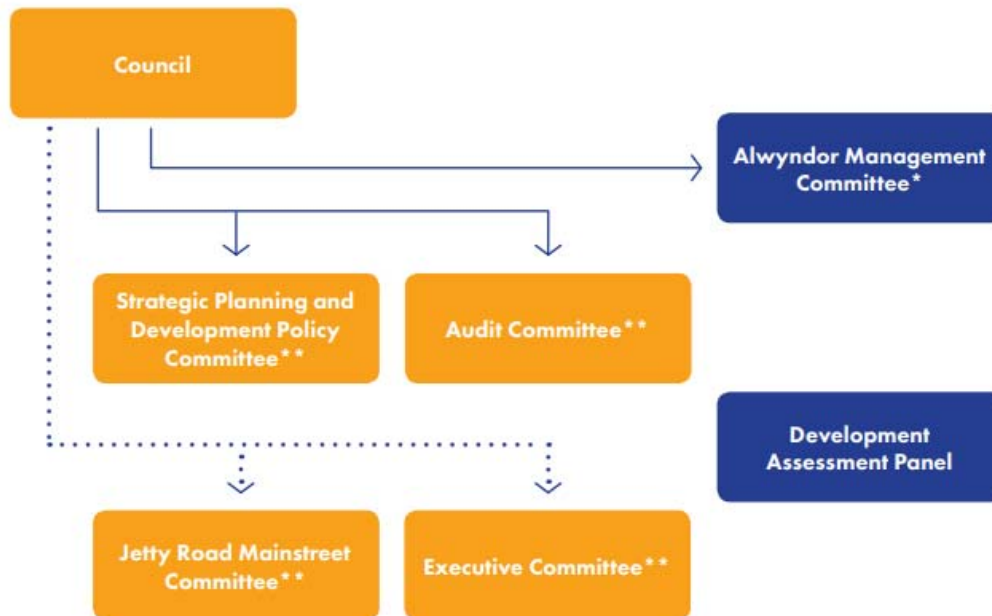 Council
Alwyndor Management
Committee*
Strategic Planning and
Development Policy
Committee**
Audit Committee**
Development
Assessment Panel
Jetty Road Mainstreet
Committee**
Executive Committee**